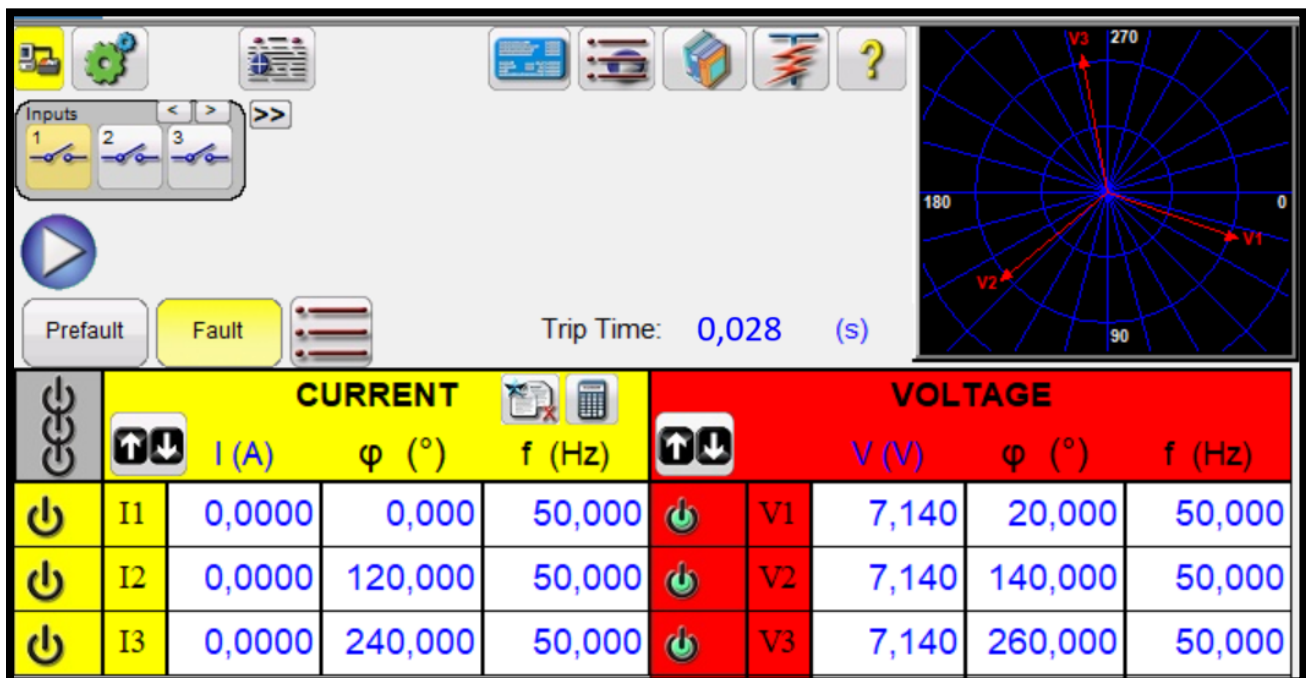 V3 270
Inputs < > >>
1 2 3
180 0
V1
V2
Prefault Fault Trip Time: 0,028 (s)
90
CURRENT VOLTAGE
I (A) φ (°) f (Hz) V (V) φ (°) f (Hz)
I1 0,0000 0,000 50,000 V1 7,140 20,000 50,000
I2 0,0000 120,000 50,000 V2 7,140 140,000 50,000
I3 0,0000 240,000 50,000 V3 7,140 260,000 50,000